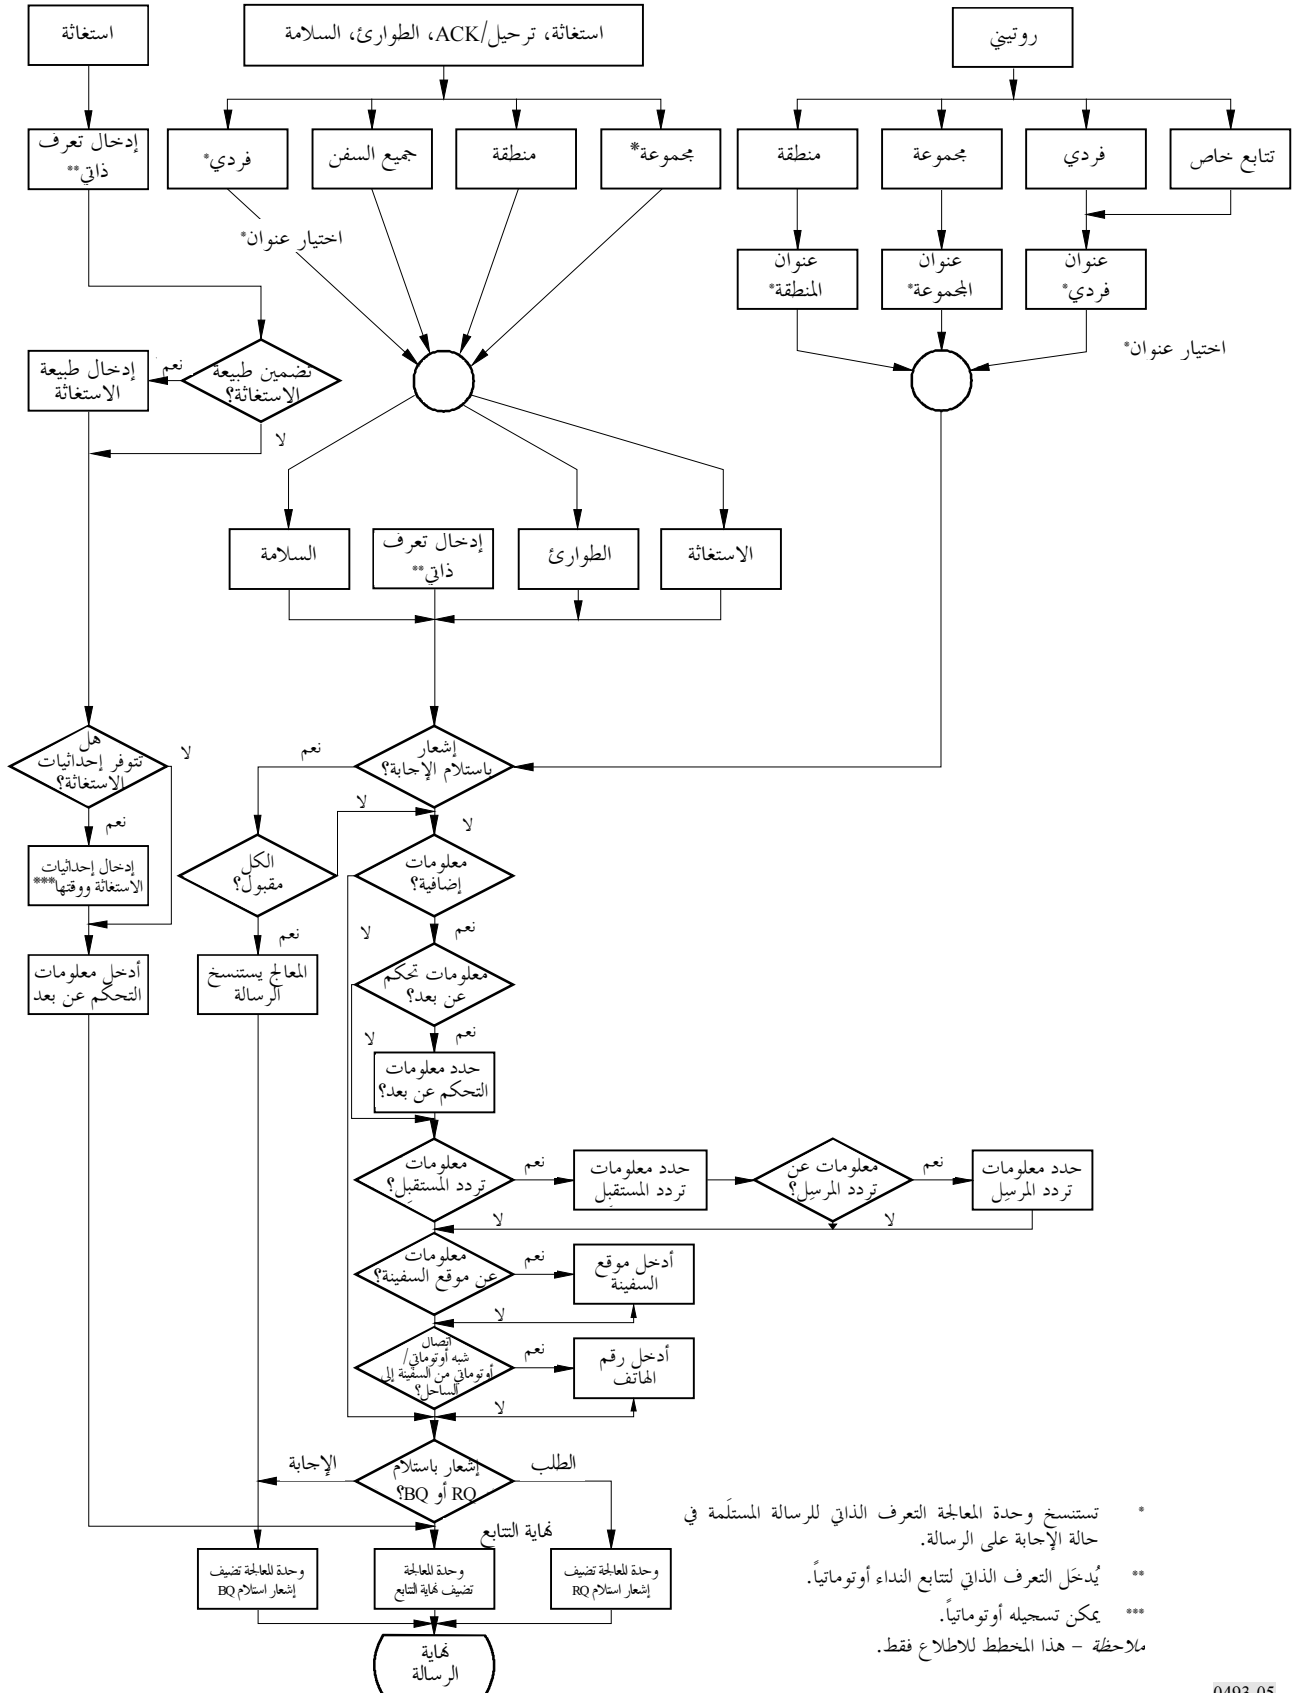 استغاثة
استغاثة، ترحيل/ACK، الطوارئ، السلامة
روتيني
إدخال تعرف
ذاتي**
فردي*
جميع السفن
منطقة
مجموعة*
منطقة
مجموعة
فردي
تتابع خاص
اختيار عنوان*
عنوان
المنطقة*
عنوان
المجموعة*
عنوان
فردي*
اختيار عنوان*
إدخال طبيعة
الاستغاثة
نعم
تضمين طبيعة
الاستغاثة؟
لا
السلامة
إدخال تعرف
ذاتي**
الطوارئ
الاستغاثة
هل
تتوفر إحداثيات
الاستغاثة؟
لا
نعم
إشعار
باستلام الإجابة؟
نعم
لا
لا
إدخال إحداثيات
الاستغاثة ووقتها***
الكل
مقبول؟
معلومات
إضافية؟
لا
نعم
نعم
أدخل معلومات
التحكم عن بعد
المعالج يستنسخ
الرسالة
معلومات تحكم
عن بعد؟
لا
نعم
حدد معلومات
التحكم عن بعد؟
معلومات
تردد المستقبِل؟
نعم
حدد معلومات
تردد المستقبِل
معلومات عن
تردد المرسِل؟
نعم
حدد معلومات
تردد المرسِل
لا
لا
معلومات
عن موقع السفينة؟
نعم
أدخل موقع
السفينة
لا
اتصال
شبه أوتوماتي/
أوتوماتي من السفينة إلى
الساحل؟
نعم
أدخل رقم
الهاتف
لا
الإجابة
إشعار باستلام
RQ أو BQ؟
الطلب
نهاية التتابع
وحدة المعالجة تضيف
إشعار استلام BQ
وحدة المعالجة
تضيف نهاية التتابع
وحدة المعالجة تضيف
إشعار استلام RQ
نهاية
الرسالة
* تستنسخ وحدة المعالجة التعرف الذاتي للرسالة المستلَمة في
حالة الإجابة على الرسالة.
** يُدخَل التعرف الذاتي لتتابع النداء أوتوماتياً.
*** يمكن تسجيله أوتوماتياً.
ملاحظة – هذا المخطط للاطلاع فقط.
0493-05